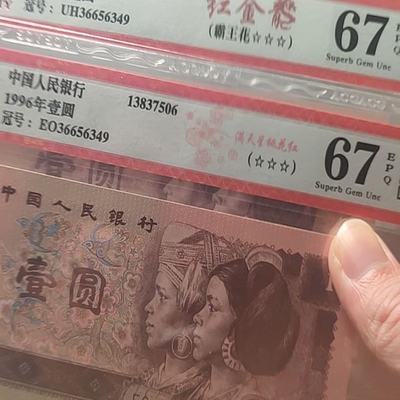 冠号：UH36656349
红金龙
(霸王花☆☆☆)
67
Superb Gem Unc
中国人民银行
1996年壹圆
冠号：EO36656349
13837506
满天星桃花红
(☆☆☆)
67
EPQ
Superb Gem Unc
中国人民银行
壹圆